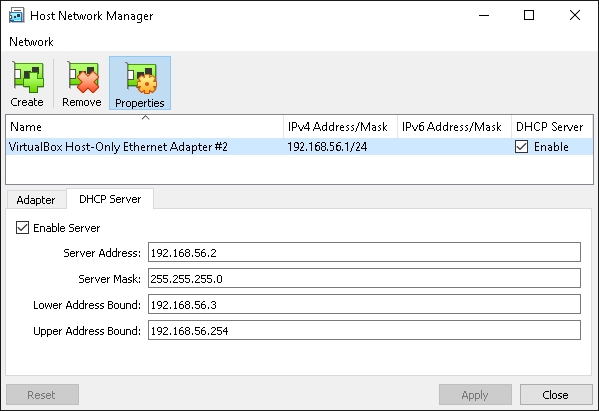 Host Network Manager
Network
Create Remove Properties
Name IPv4 Address/Mask IPv6 Address/Mask DHCP Server
VirtualBox Host-Only Ethernet Adapter #2 192.168.56.1/24 Enable
Adapter DHCP Server
Enable Server
Server Address: 192.168.56.2
Server Mask: 255.255.255.0
Lower Address Bound: 192.168.56.3
Upper Address Bound: 192.168.56.254
Reset Apply Close